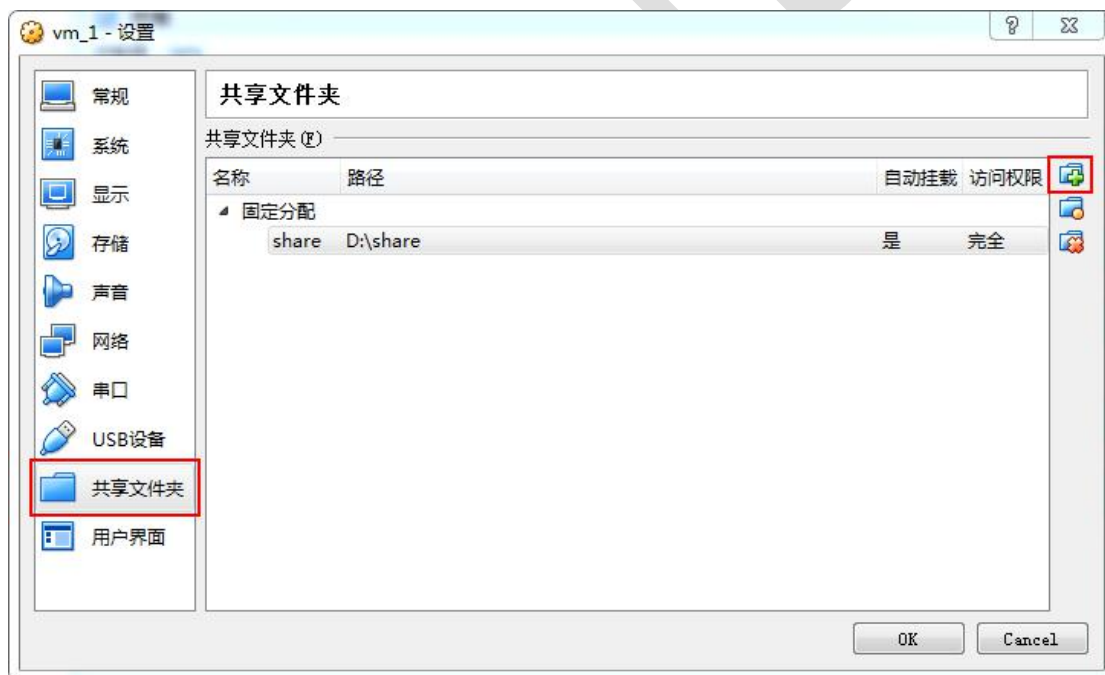 vm_1 - 设置
常规
系统
显示
存储
声音
网络
串口
USB设备
共享文件夹
用户界面
共享文件夹
共享文件夹(F)
名称 路径 自动挂载 访问权限
固定分配
share D:\share 是 完全
OK Cancel